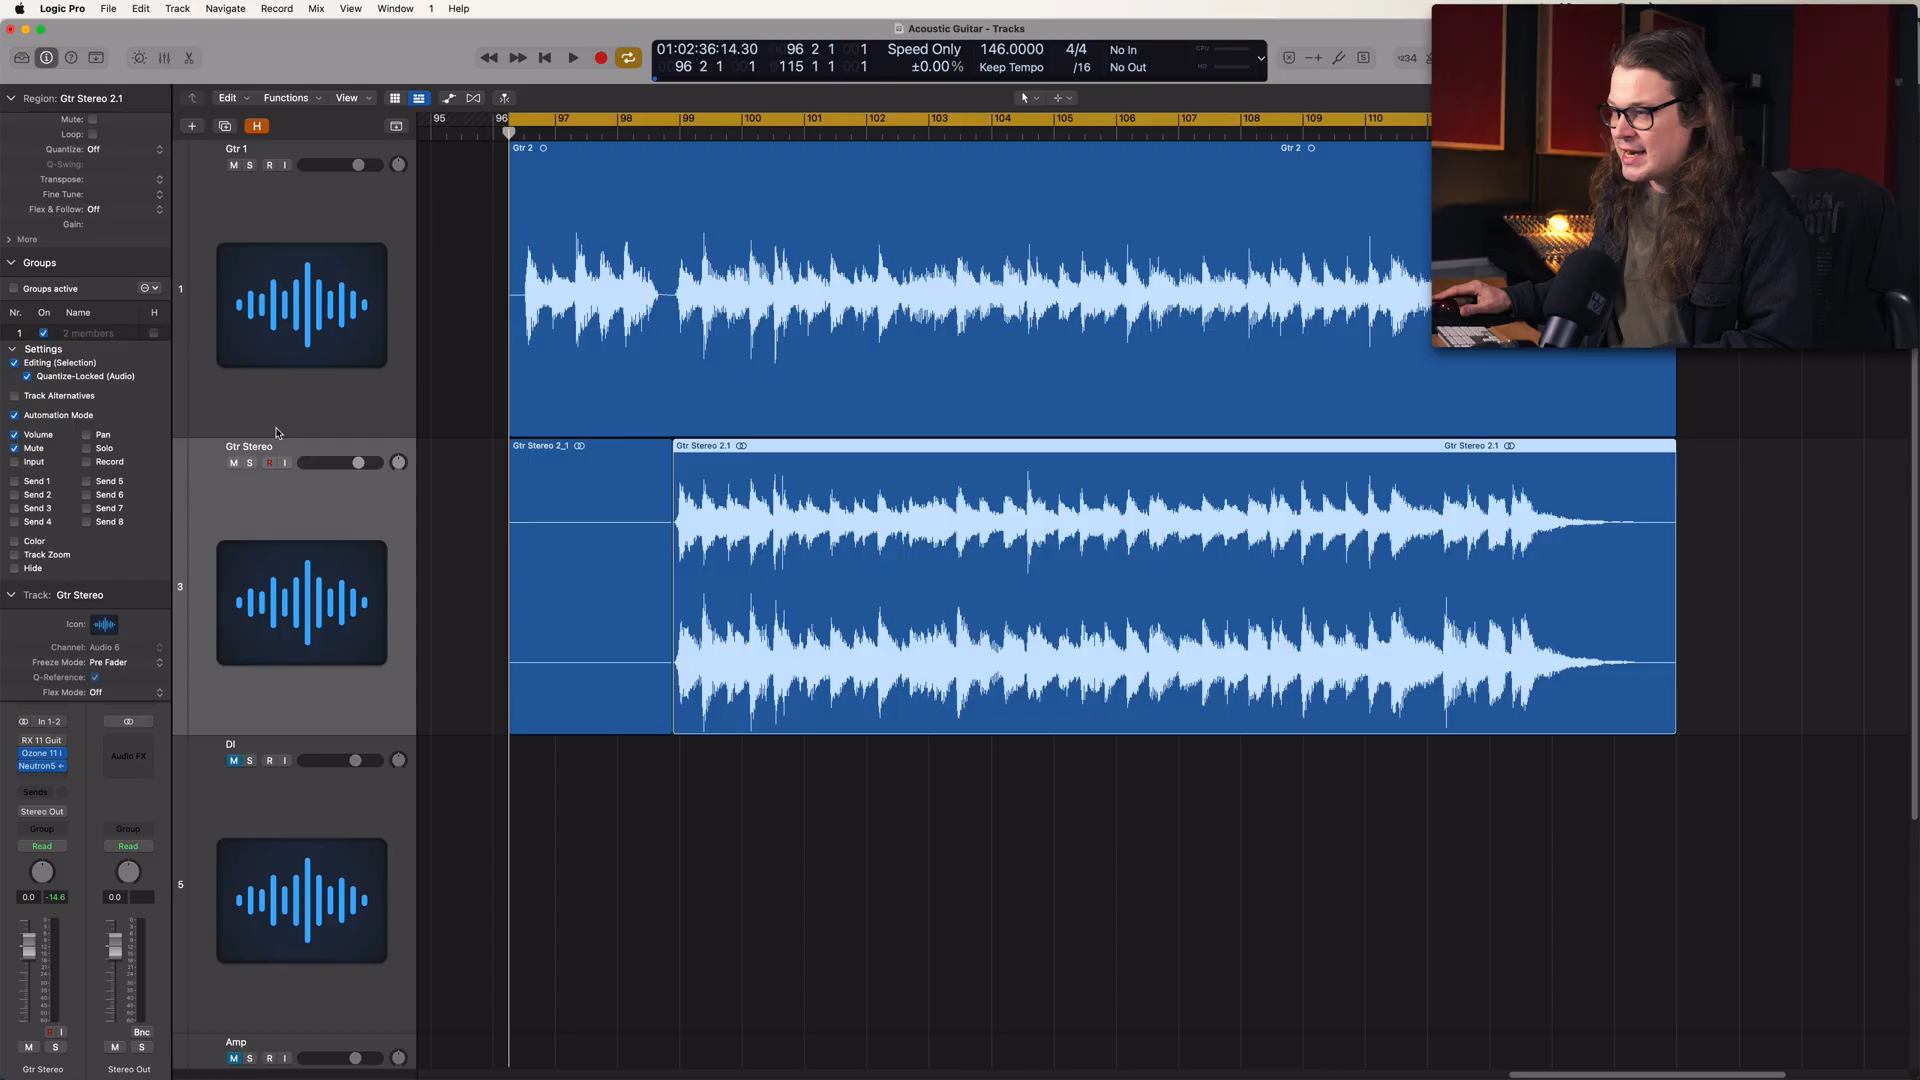 Logic Pro File Edit Track Navigate Record Mix View Window 1 Help
Acoustic Guitar - Tracks
01:02:36:14.30 96 2 1 1 Speed Only 146.0000 4/4 No In CPU
96 2 1 1 115 1 1 1 ±0.00% Keep Tempo /16 No Out HD
1234
Region: Gtr Stereo 2.1
Edit Functions View
Mute:
Loop:
Quantize: Off
Q-Swing:
Transpose:
Fine Tune:
Flex & Follow: Off
Gain:
More
Groups
Groups active
Nr. On Name H
1 2 members
Settings
Editing (Selection)
Quantize-Locked (Audio)
Track Alternatives
Automation Mode
Volume Pan
Mute Solo
Input Record
Send 1 Send 5
Send 2 Send 6
Send 3 Send 7
Send 4 Send 8
Color
Track Zoom
Hide
Track: Gtr Stereo
Icon:
Channel: Audio 6
Freeze Mode: Pre Fader
Q-Reference:
Flex Mode: Off
In 1-2
RX 11 Guit
Ozone 11 I
Neutron5
Audio FX
Sends
Stereo Out
Group Group
Read Read
0.0 -14.6 0.0
R I Bnc
M S M S
Gtr Stereo Stereo Out
H
95 96 97 98 99 100 101 102 103 104 105 106 107 108 109 110
Gtr 1
M S R I
1
Gtr 2 Gtr 2
Gtr Stereo
M S R I
3
Gtr Stereo 2_1 Gtr Stereo 2.1 Gtr Stereo 2.1
DI
M S R I
5
Amp
M S R I